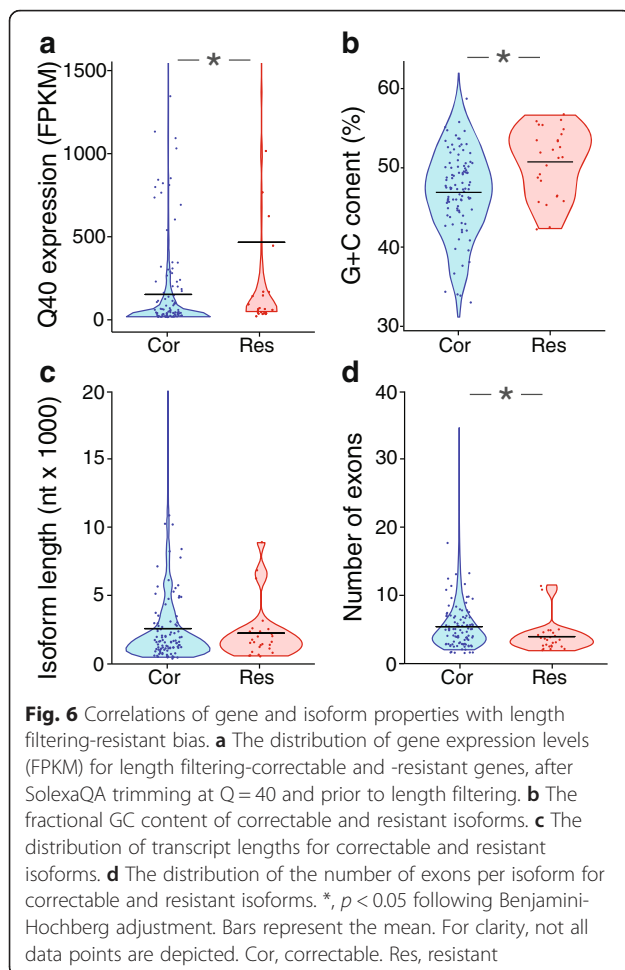 a
Q40 expression (FPKM)
1500
1000
500
0
*
Cor
Res
b
G+C conent (%)
60
50
40
30
*
Cor
Res
c
Isoform length (nt x 1000)
20
15
10
5
0
Cor
Res
d
Number of exons
40
30
20
10
0
*
Cor
Res
Fig. 6 Correlations of gene and isoform properties with length
filtering-resistant bias. a The distribution of gene expression levels
(FPKM) for length filtering-correctable and -resistant genes, after
SolexaQA trimming at Q = 40 and prior to length filtering. b The
fractional GC content of correctable and resistant isoforms. c The
distribution of transcript lengths for correctable and resistant
isoforms. d The distribution of the number of exons per isoform for
correctable and resistant isoforms. *, p < 0.05 following Benjamini-
Hochberg adjustment. Bars represent the mean. For clarity, not all
data points are depicted. Cor, correctable. Res, resistant